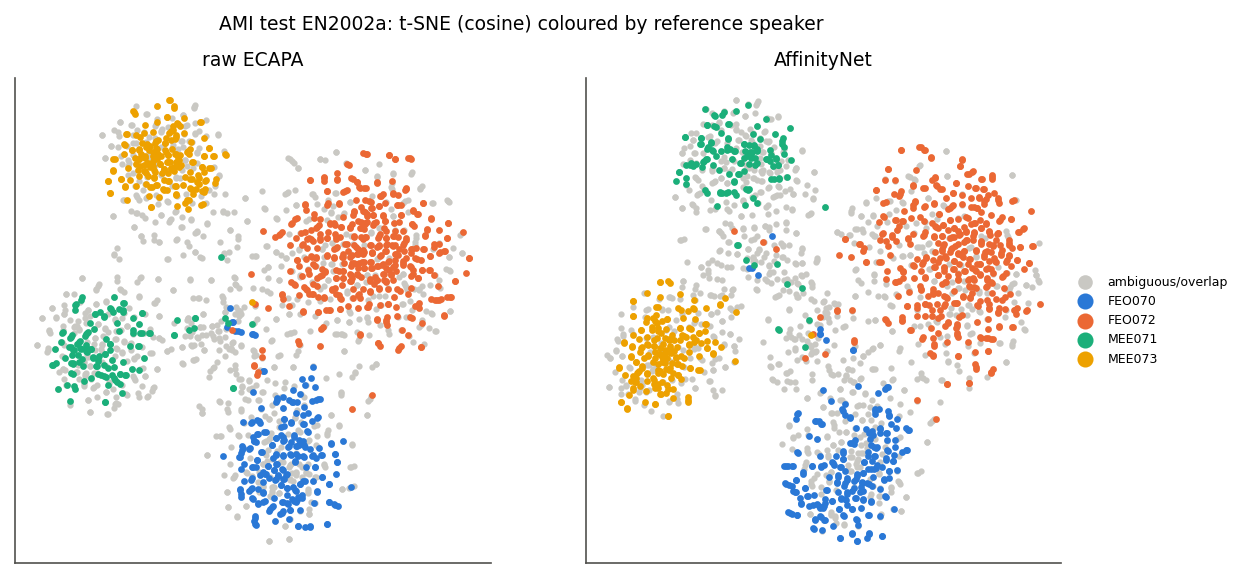 AMI test EN2002a: t-SNE (cosine) coloured by reference speaker
raw ECAPA
AffinityNet
ambiguous/overlap
FEO070
FEO072
MEE071
MEE073